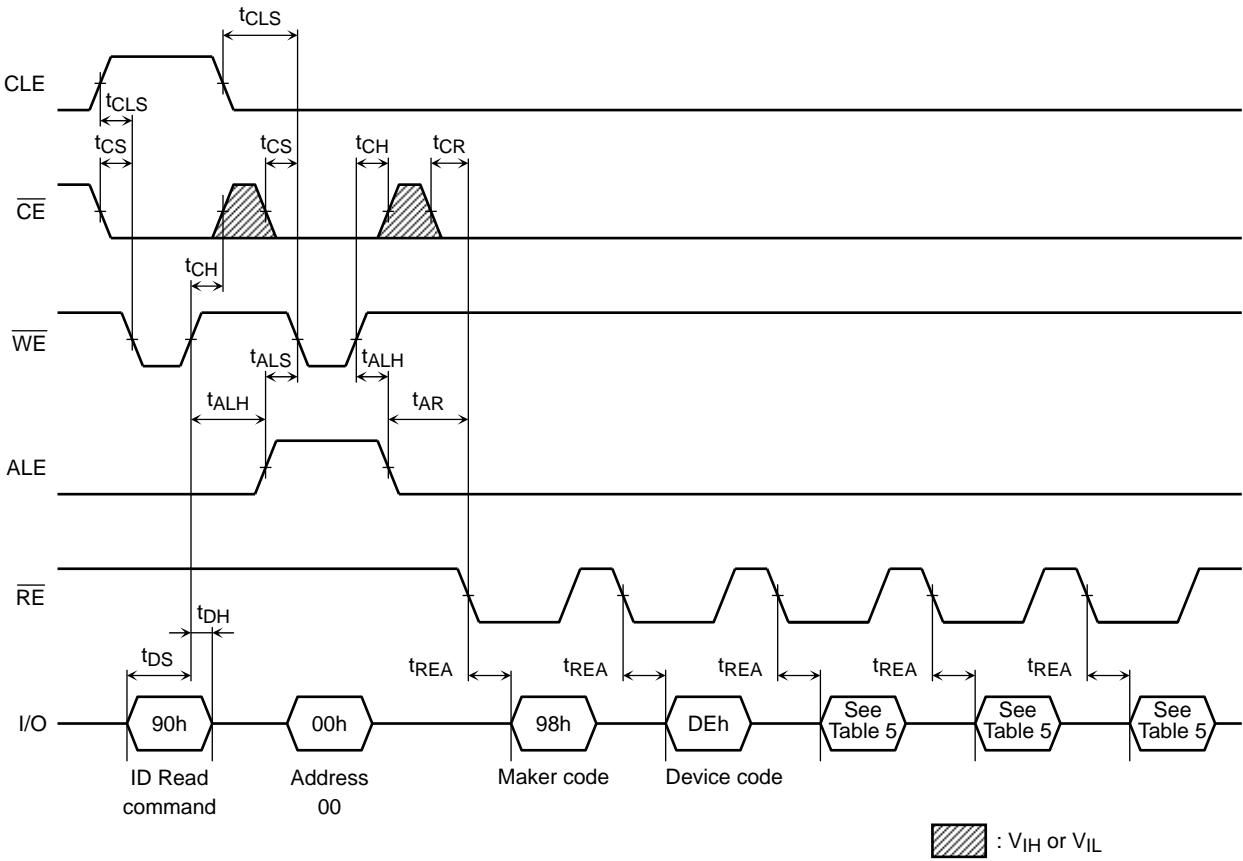 tCLS
CLE
tCLS
tCS
tCS
tCH
tCR
CE
tCH
WE
tALS
tALH
tALH
tAR
ALE
RE
tDH
tDS
tREA
tREA
tREA
tREA
tREA
I/O
90h
00h
98h
DEh
See
Table 5
See
Table 5
See
Table 5
ID Read
command
Address
00
Maker code
Device code
: VIH or VIL